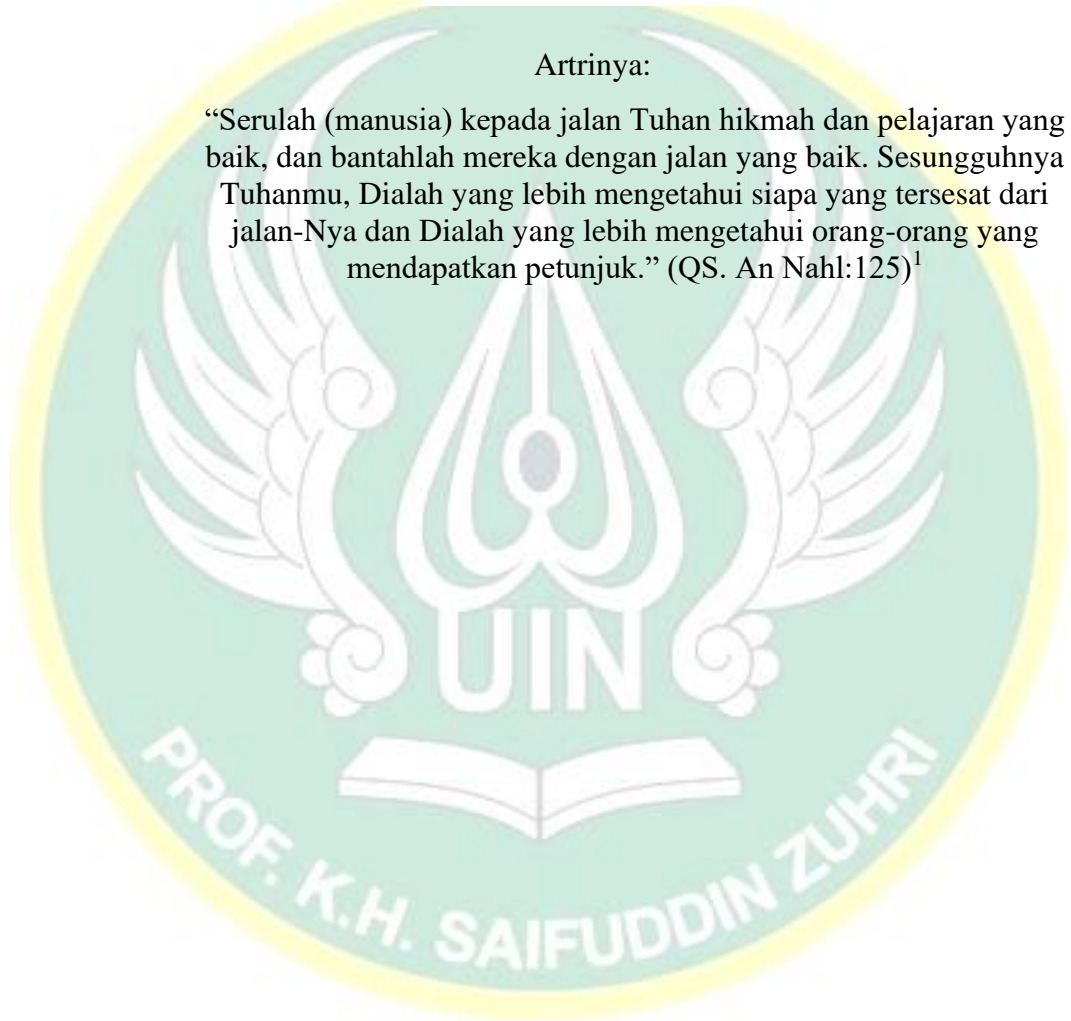 Artrinya:
“Serulah (manusia) kepada jalan Tuhan hikmah dan pelajaran yang
baik, dan bantahlah mereka dengan jalan yang baik. Sesungguhnya
Tuhanmu, Dialah yang lebih mengetahui siapa yang tersesat dari
jalan-Nya dan Dialah yang lebih mengetahui orang-orang yang
mendapatkan petunjuk.” (QS. An Nahl:125)1
UIN
PROF. K.H. SAIFUDDIN ZUHRI